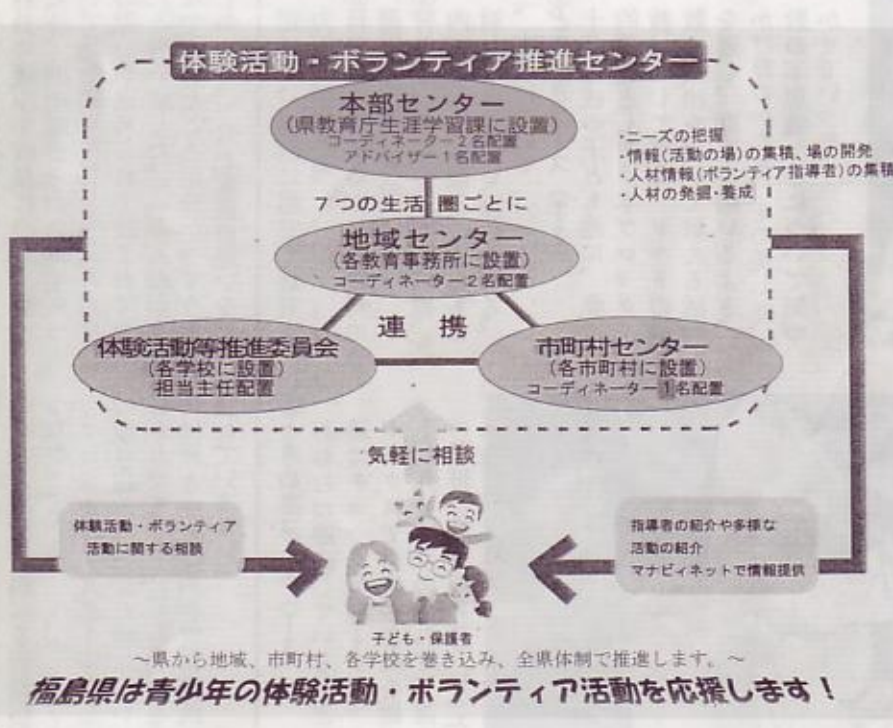 体験活動・ボランティア推進センター
本部センター
(県教育庁生涯学習課に設置)
コーディネーター2名配置
アドバイザー1名配置
・ニーズの把握
・情報(活動の場)の集積、場の開発
・人材情報(ボランティア指導者)の集積
・人材の発掘・養成
7つの生活圏ごとに
地域センター
(各教育事務所に設置)
コーディネーター2名配置
連 携
体験活動等推進委員会
(各学校に設置)
担当主任配置
市町村センター
(各市町村に設置)
コーディネーター1名配置
気軽に相談
体験活動・ボランティア
活動に関する相談
指導者の紹介や多様な
活動の紹介
マナビィネットで情報提供
子ども・保護者
~県から地域、市町村、各学校を巻き込み、全県体制で推進します。~
福島県は青少年の体験活動・ボランティア活動を応援します!